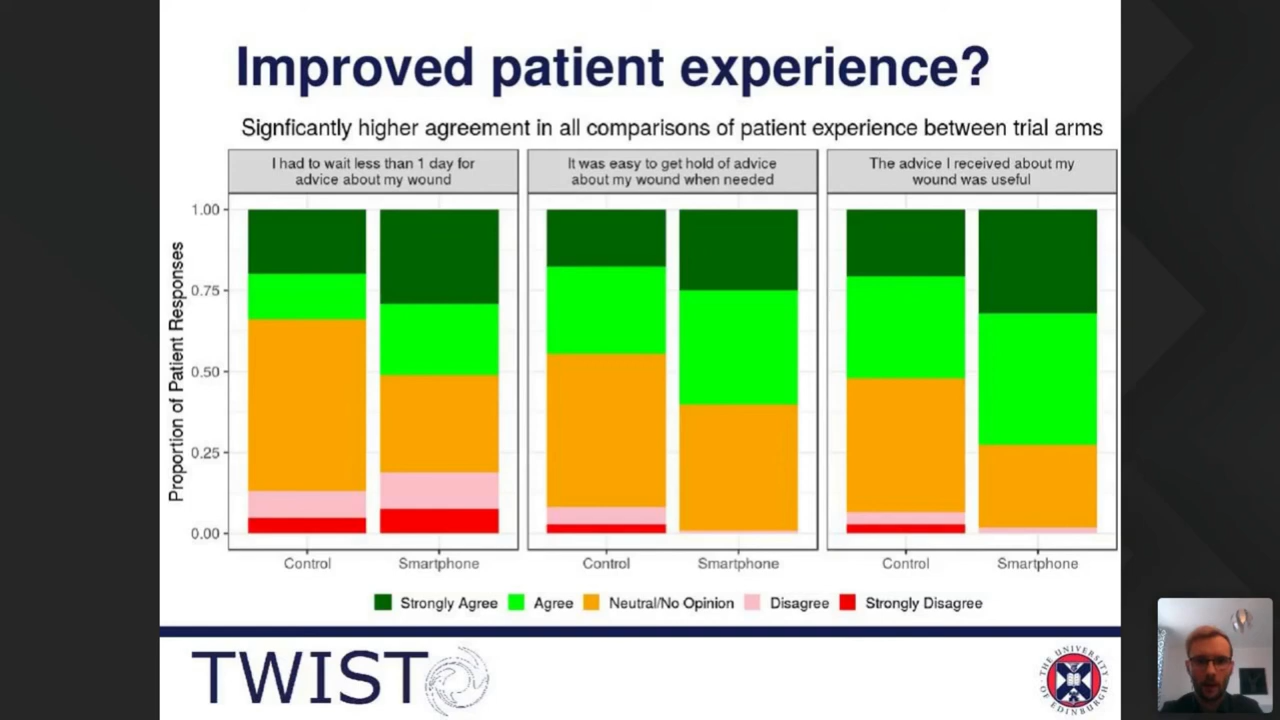 Improved patient experience?
Signficantly higher agreement in all comparisons of patient experience between trial arms
I had to wait less than 1 day for
advice about my wound
It was easy to get hold of advice
about my wound when needed
The advice I received about my
wound was useful
Proportion of Patient Responses
1.00
0.75
0.50
0.25
0.00
Control
Smartphone
Control
Smartphone
Control
Smartphone
Strongly Agree
Agree
Neutral/No Opinion
Disagree
Strongly Disagree
TWIST
THE UNIVERSITY
OF EDINBURGH